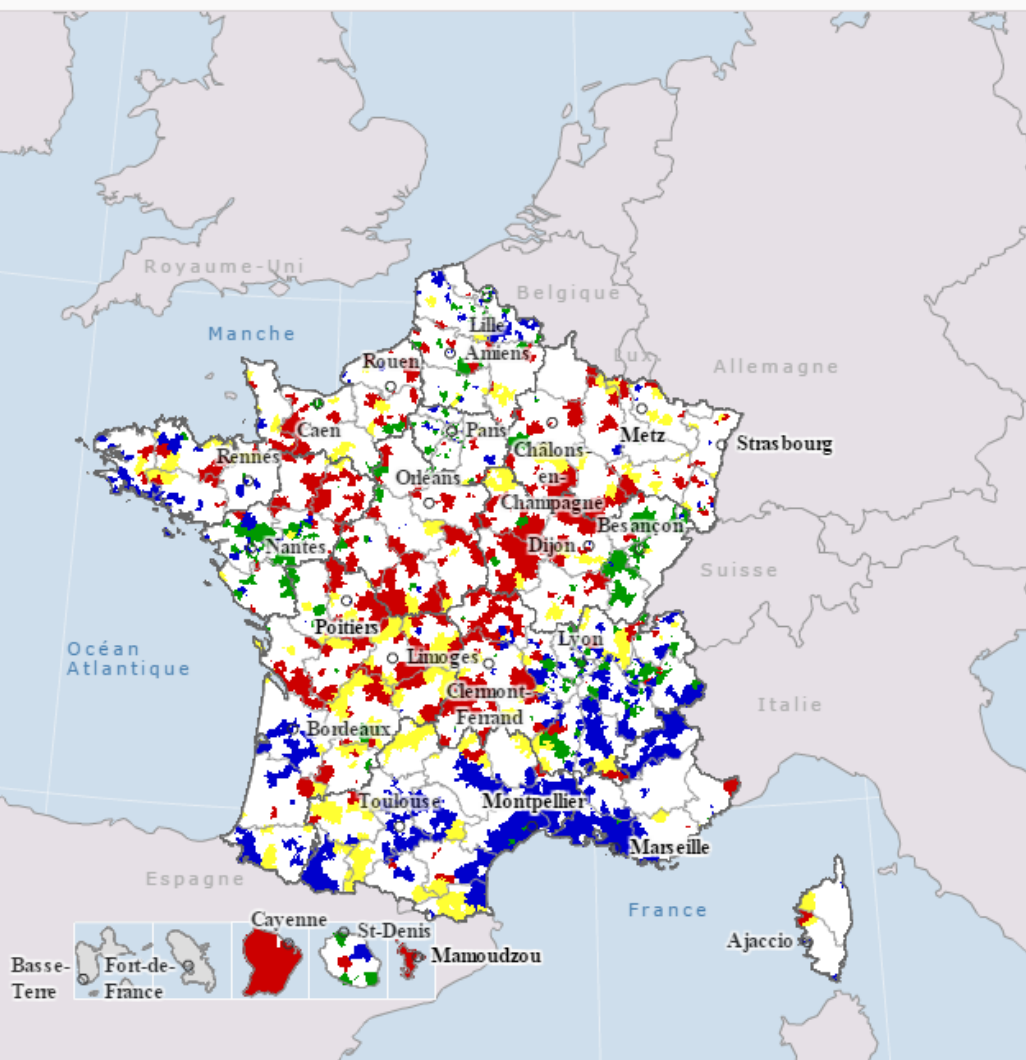 Royaume-Uni
Belgique
Manche
Lille
Lux.
Rouen
Amiens
Allemagne
Caen
Paris
Metz
Strasbourg
Rennes
Châlons-
en-
Champagne
Orléans
Besançon
Nantes
Dijon
Suisse
Poitiers
Lyon
Océan
Atlantique
Limoges
Clermont-
Ferrand
Italie
Bordeaux
Toulouse
Montpellier
Marseille
Espagne
France
Cayenne
St-Denis
Ajaccio
Mamoudzou
Basse-
Terre
Fort-de-
France